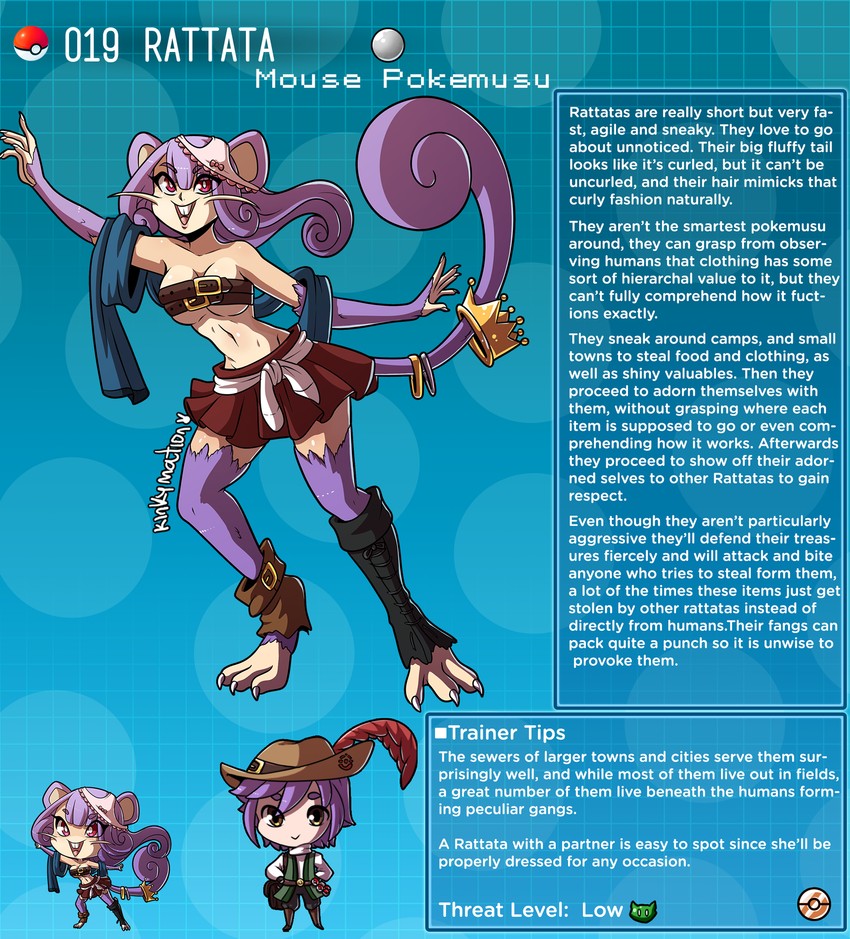 019 RATTATA
Mouse Pokemusu
Rattatas are really short but very fa-
st, agile and sneaky. They love to go
about unnoticed. Their big fluffy tail
looks like it's curled, but it can't be
uncurled, and their hair mimicks that
curly fashion naturally.
They aren't the smartest pokemusu
around, they can grasp from obser-
ving humans that clothing has some
sort of hierarchal value to it, but they
can't fully comprehend how it fuct-
ions exactly.
They sneak around camps, and small
towns to steal food and clothing, as
well as shiny valuables. Then they
proceed to adorn themselves with
them, without grasping where each
item is supposed to go or even com-
prehending how it works. Afterwards
they proceed to show off their ador-
ned selves to other Rattatas to gain
respect.
Even though they aren't particularly
aggressive they'll defend their treas-
ures fiercely and will attack and bite
anyone who tries to steal form them,
a lot of the times these items just get
stolen by other rattatas instead of
directly from humans.Their fangs can
pack quite a punch so it is unwise to
provoke them.
kinkymation
Trainer Tips
The sewers of larger towns and cities serve them sur-
prisingly well, and while most of them live out in fields,
a great number of them live beneath the humans form-
ing peculiar gangs.
A Rattata with a partner is easy to spot since she'll be
properly dressed for any occasion.
Threat Level: Low